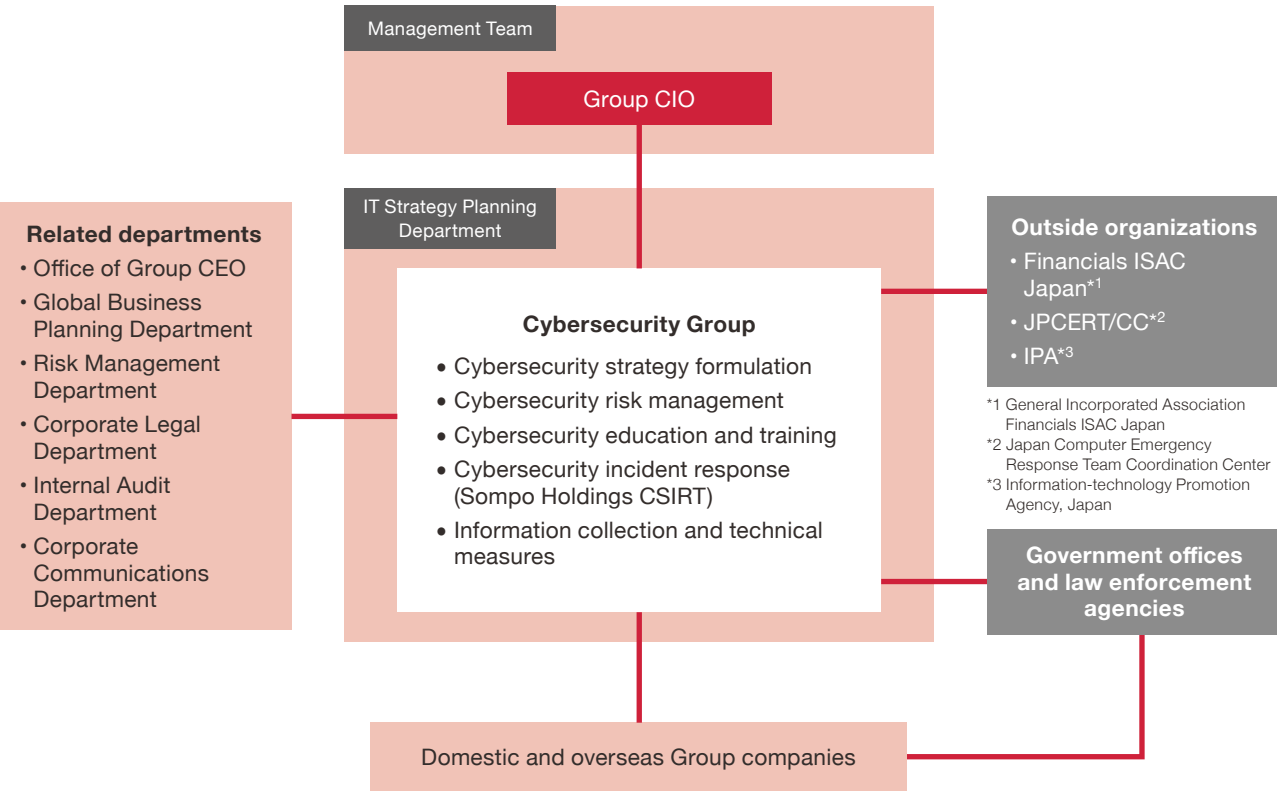 Management Team
Group CIO
IT Strategy Planning
Department
Related departments
• Office of Group CEO
• Global Business
Planning Department
• Risk Management
Department
• Corporate Legal
Department
• Internal Audit
Department
• Corporate
Communications
Department
Cybersecurity Group
• Cybersecurity strategy formulation
• Cybersecurity risk management
• Cybersecurity education and training
• Cybersecurity incident response
(Sompo Holdings CSIRT)
• Information collection and technical
measures
Outside organizations
• Financials ISAC
Japan*1
• JPCERT/CC*2
• IPA*3
*1 General Incorporated Association
Financials ISAC Japan
*2 Japan Computer Emergency
Response Team Coordination Center
*3 Information-technology Promotion
Agency, Japan
Government offices
and law enforcement
agencies
Domestic and overseas Group companies